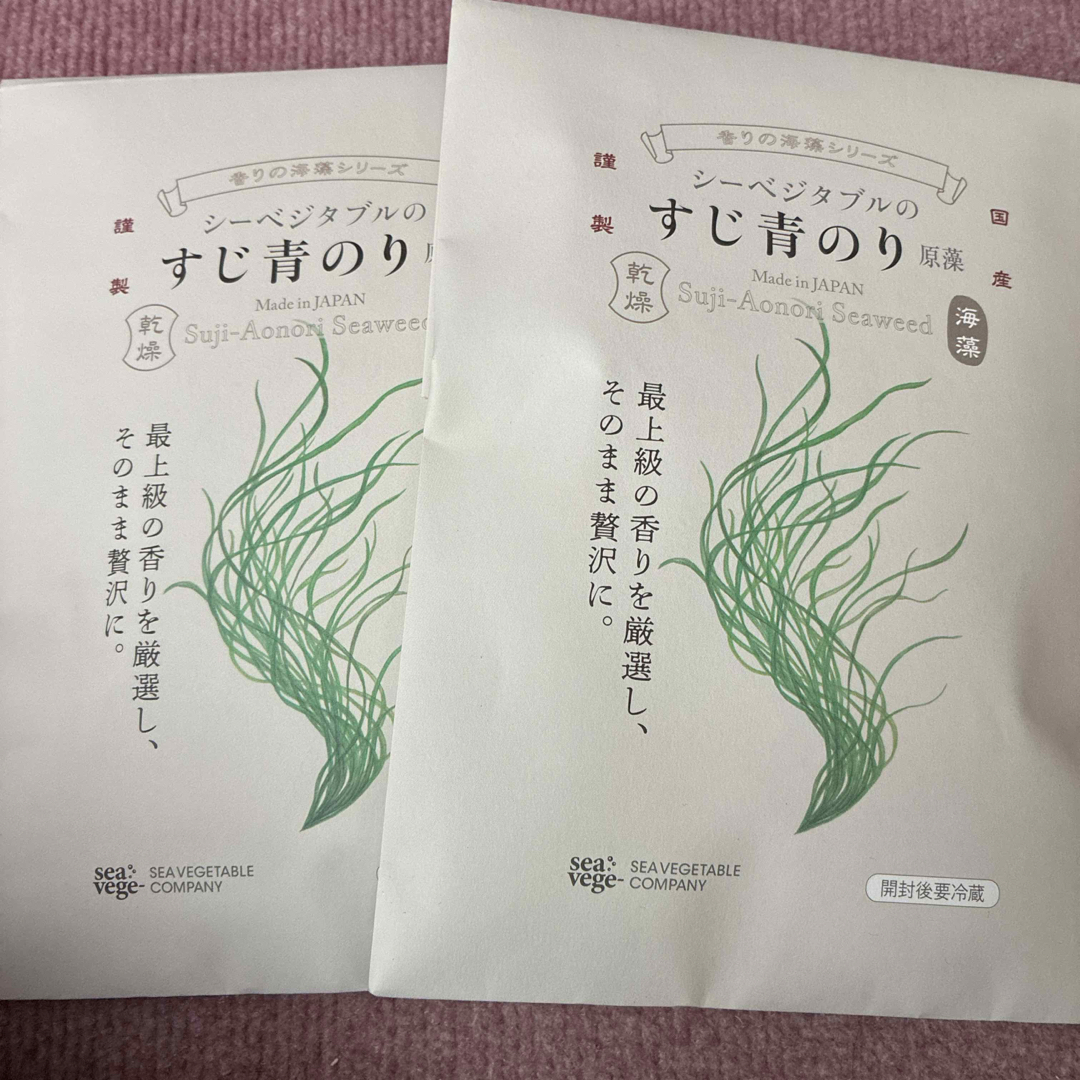 香りの海藻シリーズ
謹製
シーベジタブルの
すじ青のり
Made in JAPAN
乾燥
Suji-Aonori Seaweed
最上級の香りを厳選し、
そのまま贅沢に。
sea vege-
SEA VEGETABLE
COMPANY
香りの海藻シリーズ
謹製
国産
シーベジタブルの
すじ青のり 原藻
Made in JAPAN
乾燥
Suji-Aonori Seaweed
海藻
最上級の香りを厳選し、
そのまま贅沢に。
sea vege-
SEA VEGETABLE
COMPANY
開封後要冷蔵